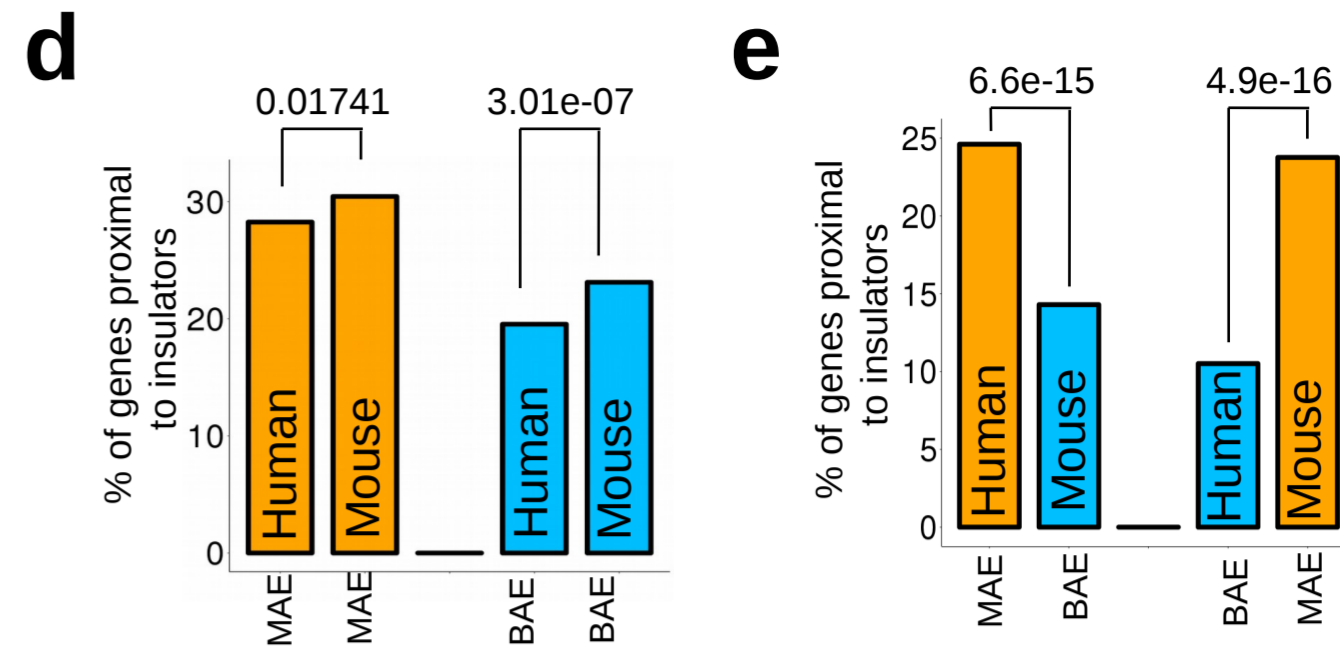 d
0.01741
3.01e-07
% of genes proximal
to insulators
30
20
10
0
Human
Mouse
Human
Mouse
MAE
MAE
BAE
BAE
e
6.6e-15
4.9e-16
% of genes proximal
to insulators
25
20
15
10
5
0
Human
Mouse
Human
Mouse
MAE
BAE
BAE
MAE